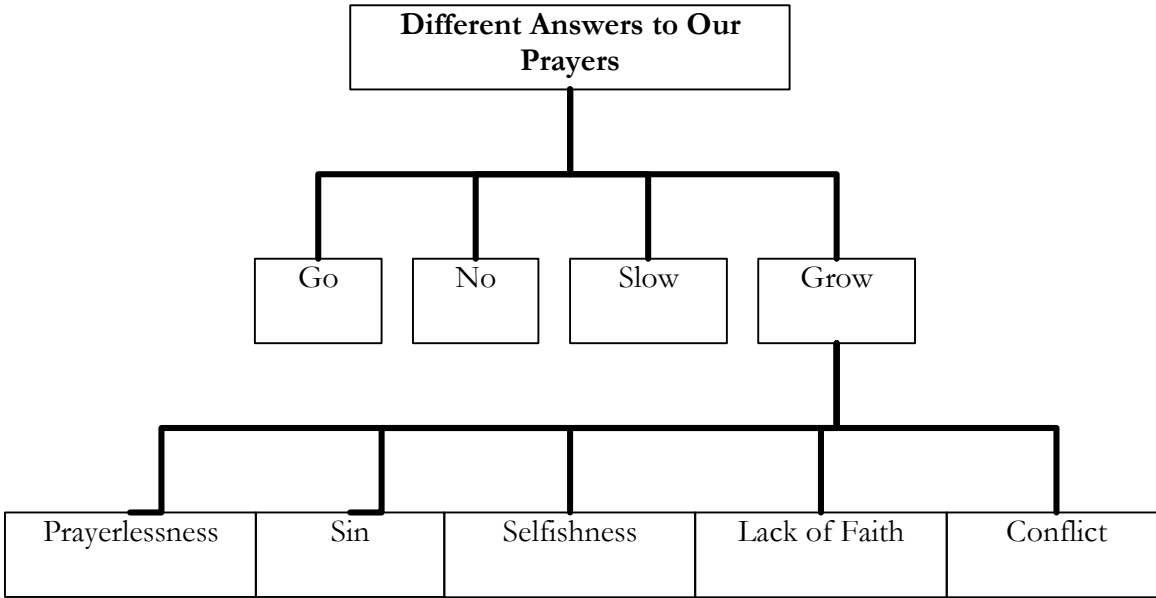 Different Answers to Our
Prayers
Go
No
Slow
Grow
Prayerlessness
Sin
Selfishness
Lack of Faith
Conflict